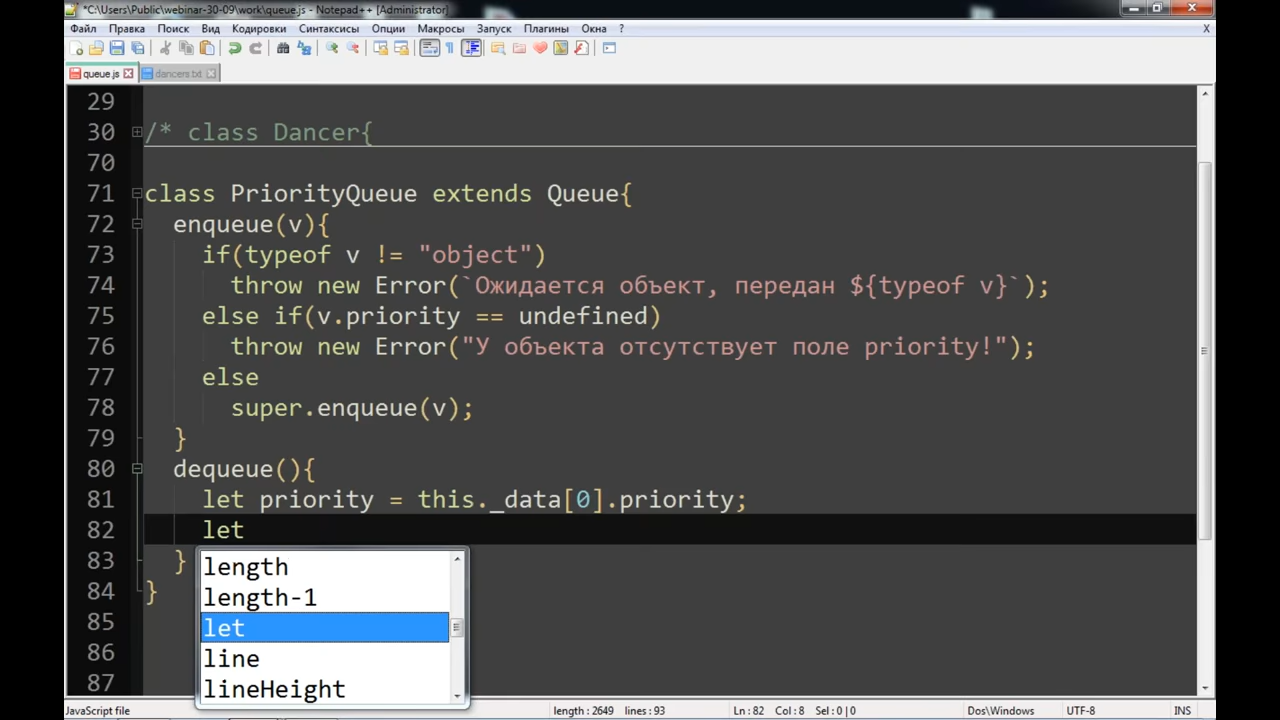 *C:\Users\Public\webinar-30-09\work\queue.js - Notepad++ [Administrator]
Файл Правка Поиск Вид Кодировки Синтаксисы Опции Макросы Запуск Плагины Окна ? X
queue.js dancers.txt
29
30 /* class Dancer{
70
71 class PriorityQueue extends Queue{
72 enqueue(v){
73 if(typeof v != "object")
74 throw new Error(`Ожидается объект, передан ${typeof v}`);
75 else if(v.priority == undefined)
76 throw new Error("У объекта отсутствует поле priority!");
77 else
78 super.enqueue(v);
79 }
80 dequeue(){
81 let priority = this._data[0].priority;
82 let
83 }
84 }
85
86
87
length
length-1
let
line
lineHeight
JavaScript file length : 2649 lines : 93 Ln : 82 Col : 8 Sel : 0 | 0 Dos\Windows UTF-8 INS